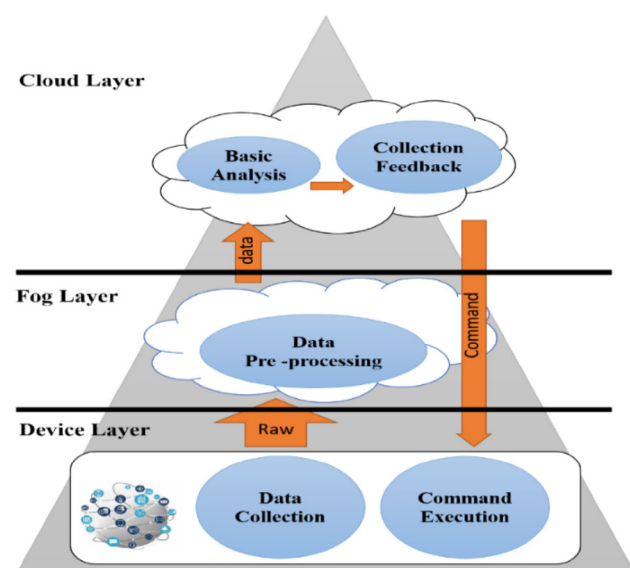 Cloud Layer
Basic
Analysis
Collection
Feedback
data
Fog Layer
Data
Pre -processing
Command
Device Layer
Raw
Data
Collection
Command
Execution